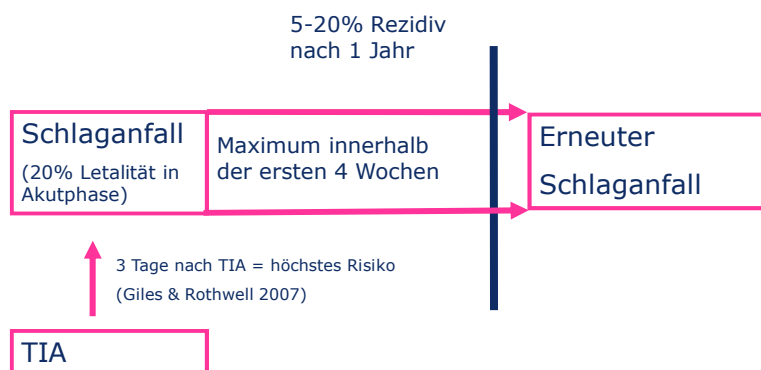 5-20% Rezidiv
nach 1 Jahr
Schlaganfall
(20% Letalität in
Akutphase)
Maximum innerhalb
der ersten 4 Wochen
Erneuter
Schlaganfall
3 Tage nach TIA = höchstes Risiko
(Giles & Rothwell 2007)
TIA